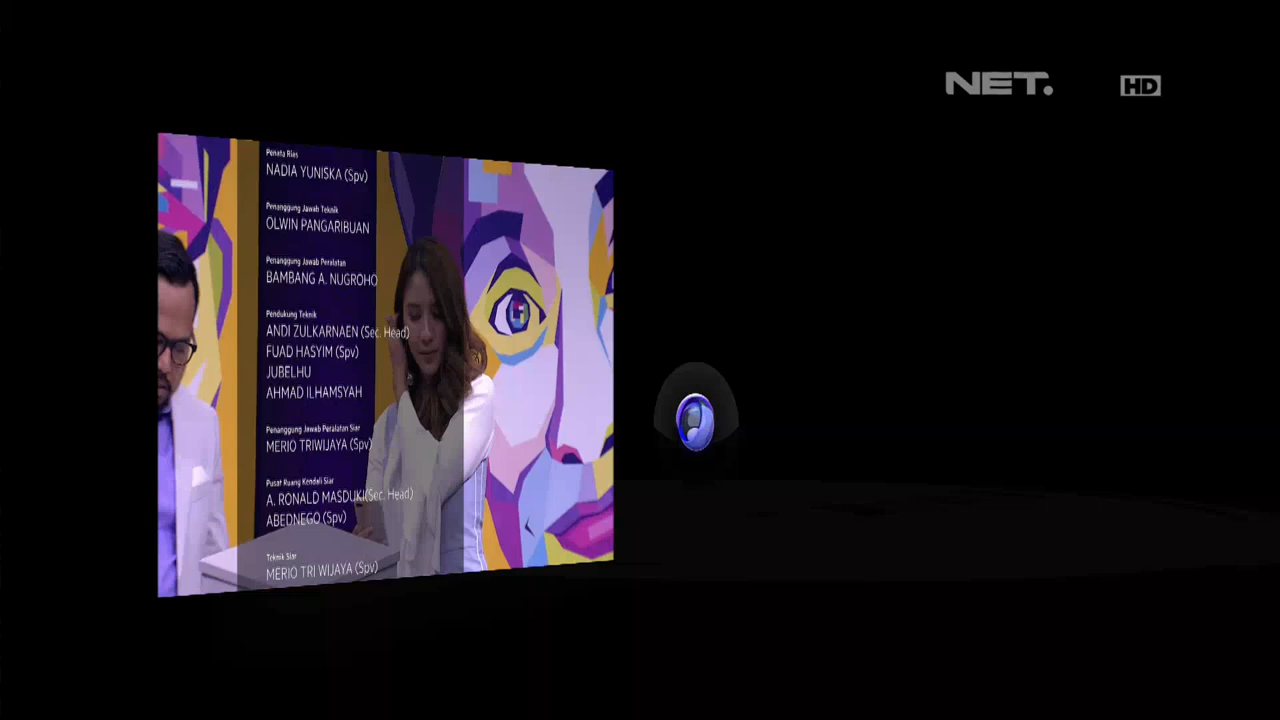 NET.
HD
Penata Rias
NADIA YUNISKA (Spv)
Penanggung Jawab Teknik
OLWIN PANGARIBUAN
Penanggung Jawab Peralatan
BAMBANG A. NUGROHO
Pendukung Teknik
ANDI ZULKARNAEN (Sec. Head)
FUAD HASYIM (Spv)
JUBELHU
AHMAD ILHAMSYAH
Penanggung Jawab Peralatan Siar
MERIO TRIWIJAYA (Spv)
Pusat Ruang Kendali Siar
A. RONALD MASDUKI(Sec. Head)
ABEDNEGO (Spv)
Teknik Siar
MERIO TRI WIJAYA (Spv)